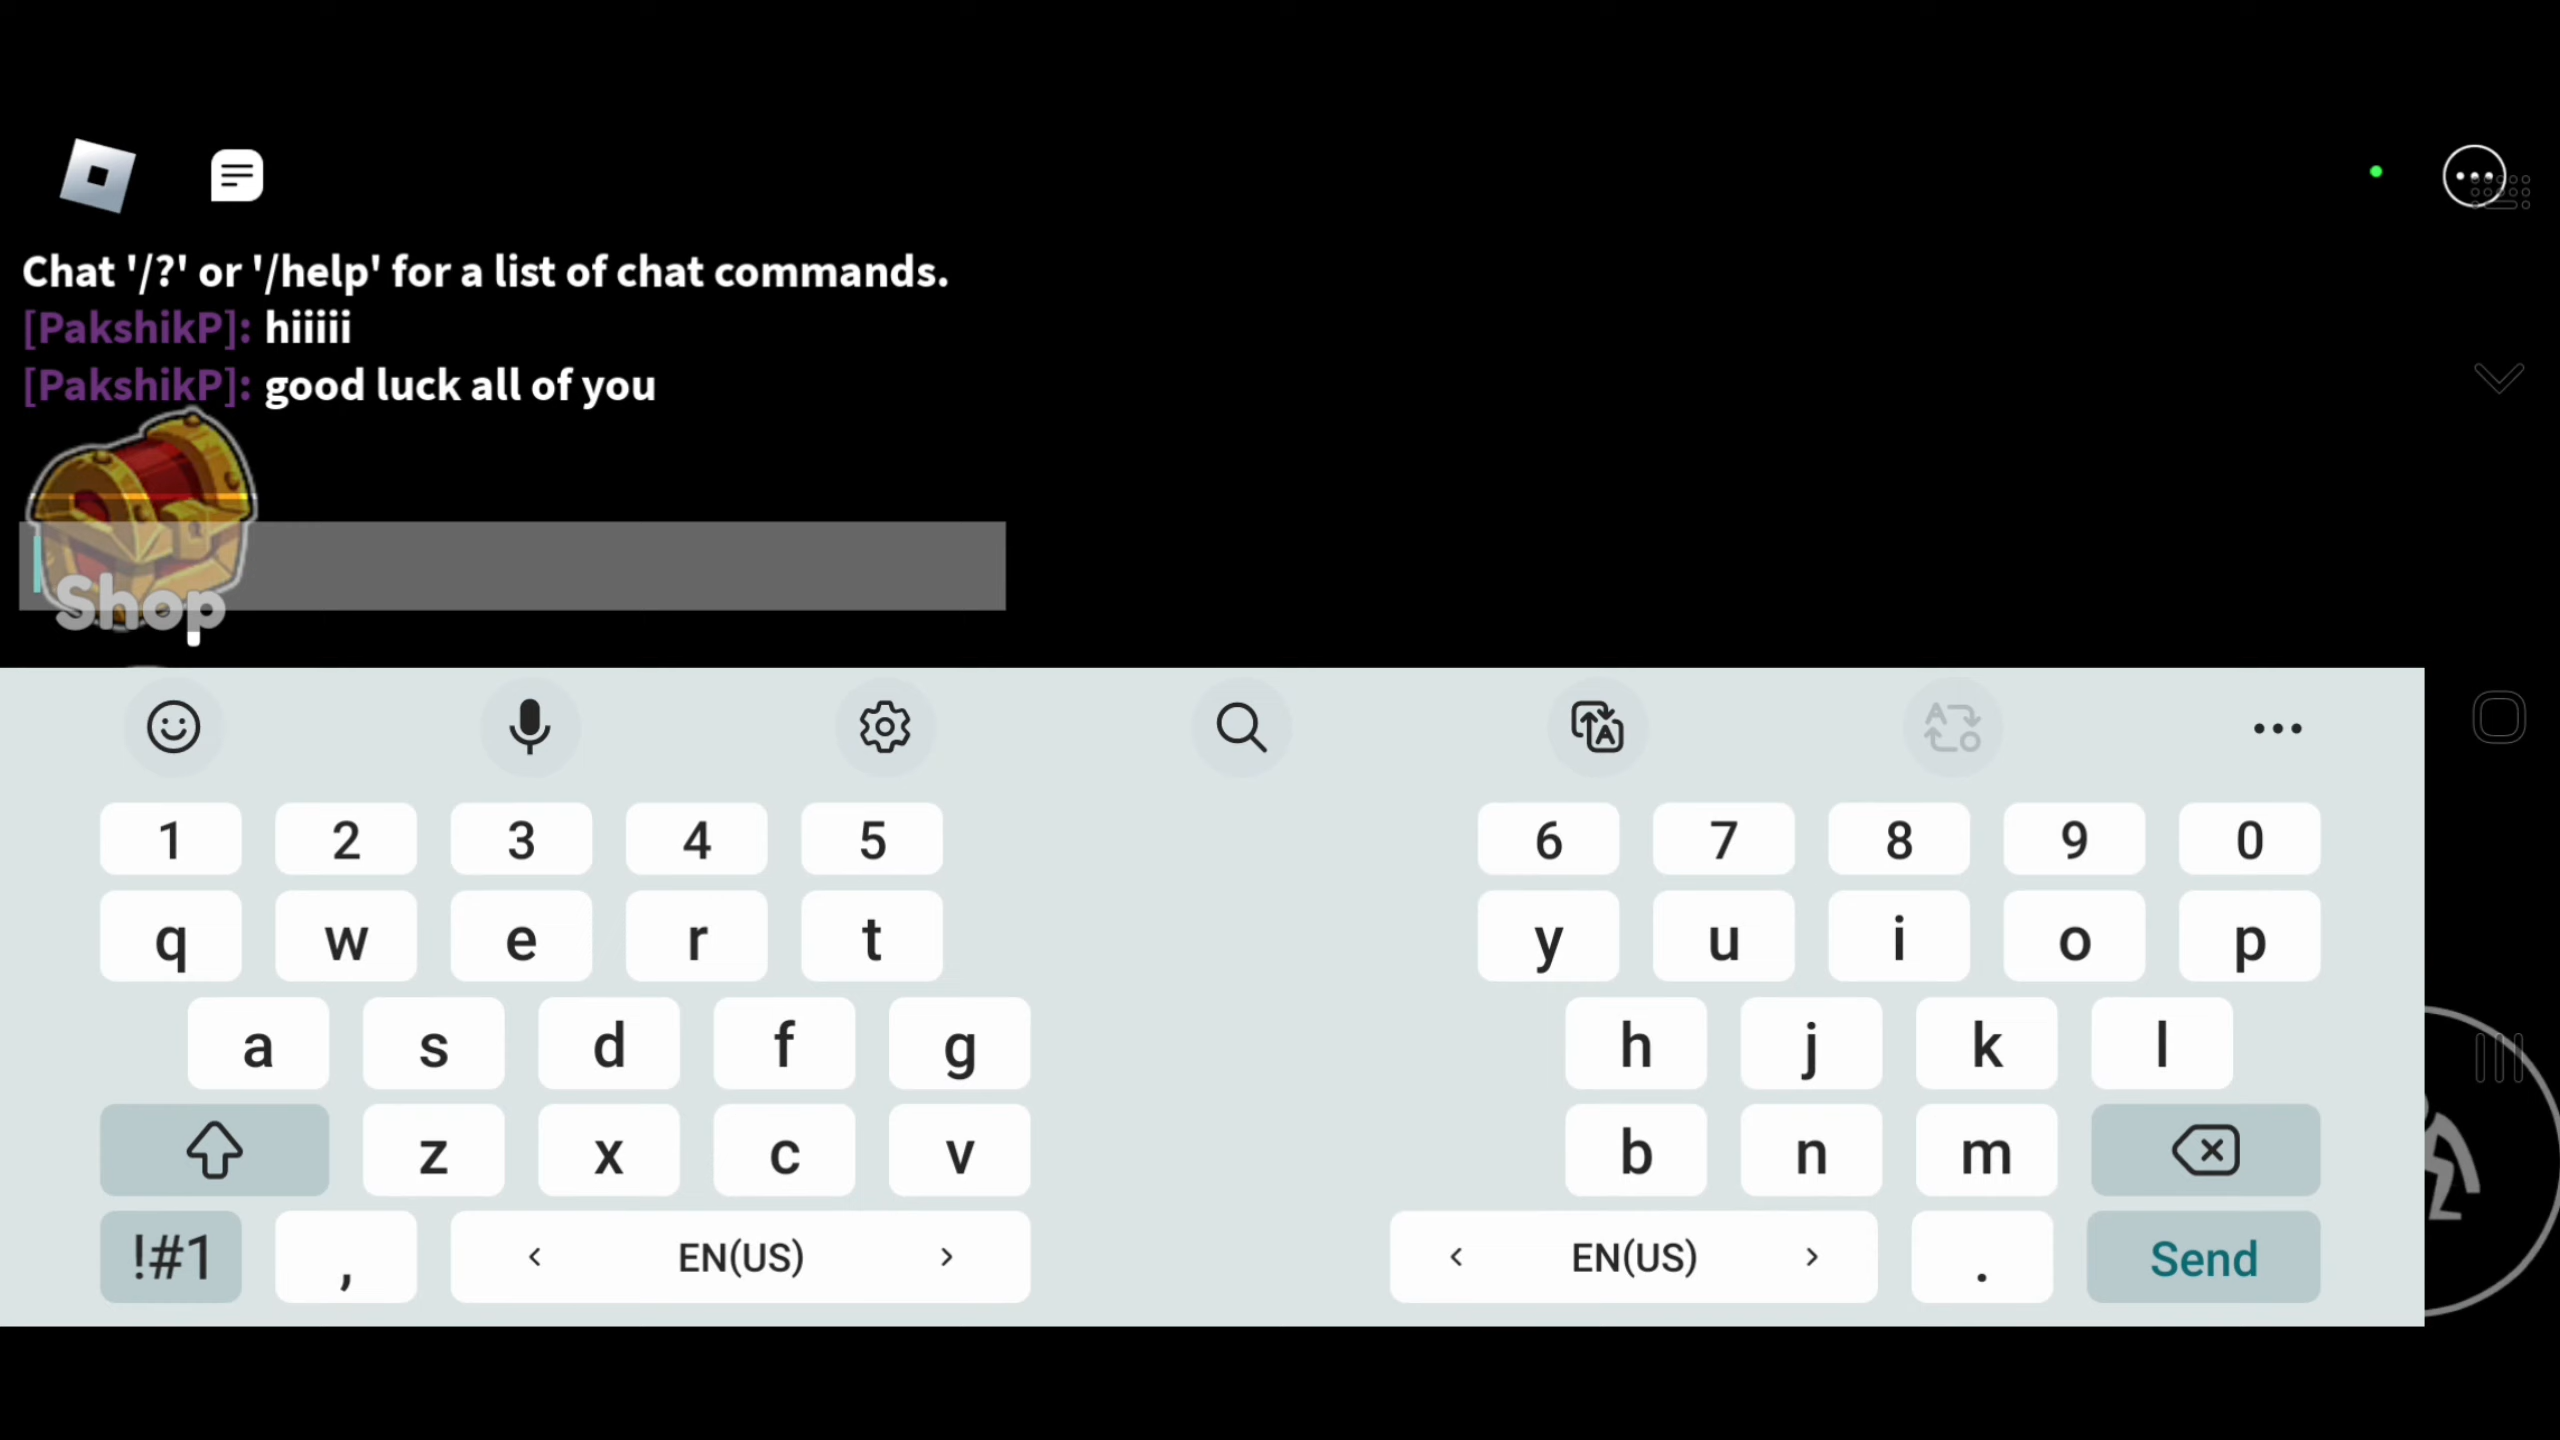 Chat '/?' or '/help' for a list of chat commands.
[PakshikP]: hiiiii
[PakshikP]: good luck all of you
Shop
1 2 3 4 5 6 7 8 9 0
q w e r t y u i o p
a s d f g h j k l
z x c v b n m
!#1 , < EN(US) > < EN(US) > . Send